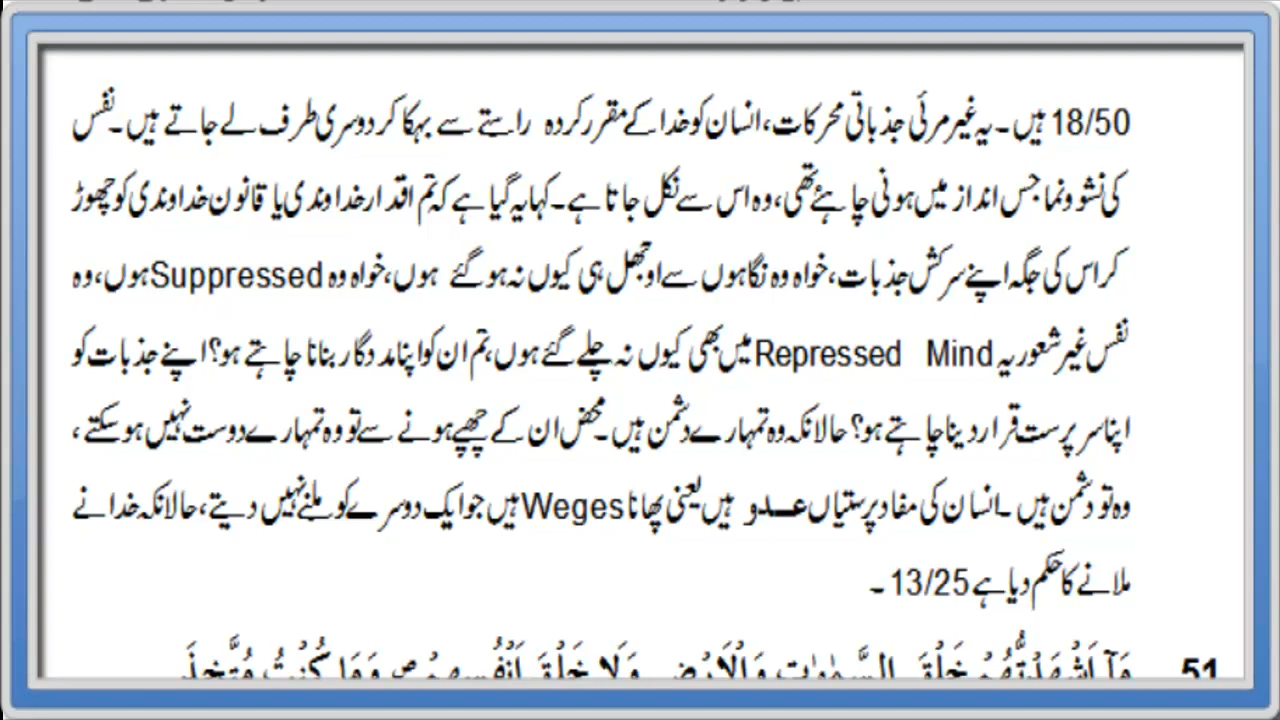 18/50 ہیں۔ یہ غیر مرئی جذباتی محرکات، انسان کو خدا کے مقرر کردہ راستے سے بہکا کر دوسری طرف لے جاتے ہیں۔ نفس
کی نشوونما جس انداز میں ہونی چاہئے تھی، وہ اس سے نکل جاتا ہے۔ کہا یہ گیا ہے کہ تم اقدار خداوندی یا قانون خداوندی کو چھوڑ
کر اس کی جگہ اپنے سرکش جذبات، خواہ وہ نگاہوں سے اوجھل ہی کیوں نہ ہو گئے ہوں، خواہ وہ Suppressed ہوں، وہ
نفس غیر شعور یہ Repressed Mind میں بھی کیوں نہ چلے گئے ہوں، تم ان کو اپنا مددگار بنانا چاہتے ہو؟ اپنے جذبات کو
اپنا سرپرست قرار دینا چاہتے ہو؟ حالانکہ وہ تمہارے دشمن ہیں۔ محض ان کے چھپے ہونے سے تو وہ تمہارے دوست نہیں ہو سکتے،
وہ تو دشمن ہیں۔ انسان کی مفاد پرستیاں عدو ہیں یعنی پھانا Weges ہیں جو ایک دوسرے کو ملنے نہیں دیتے، حالانکہ خدا نے
ملانے کا حکم دیا ہے 13/25 ۔
51 مَآ اَشْهَدْتُّهُمْ خَلْقَ السَّمٰوٰتِ وَالْاَرْضِ وَلَا خَلْقَ اَنْفُسِهِمْ ص وَمَا كُنْتُ مُتَّخِذَ